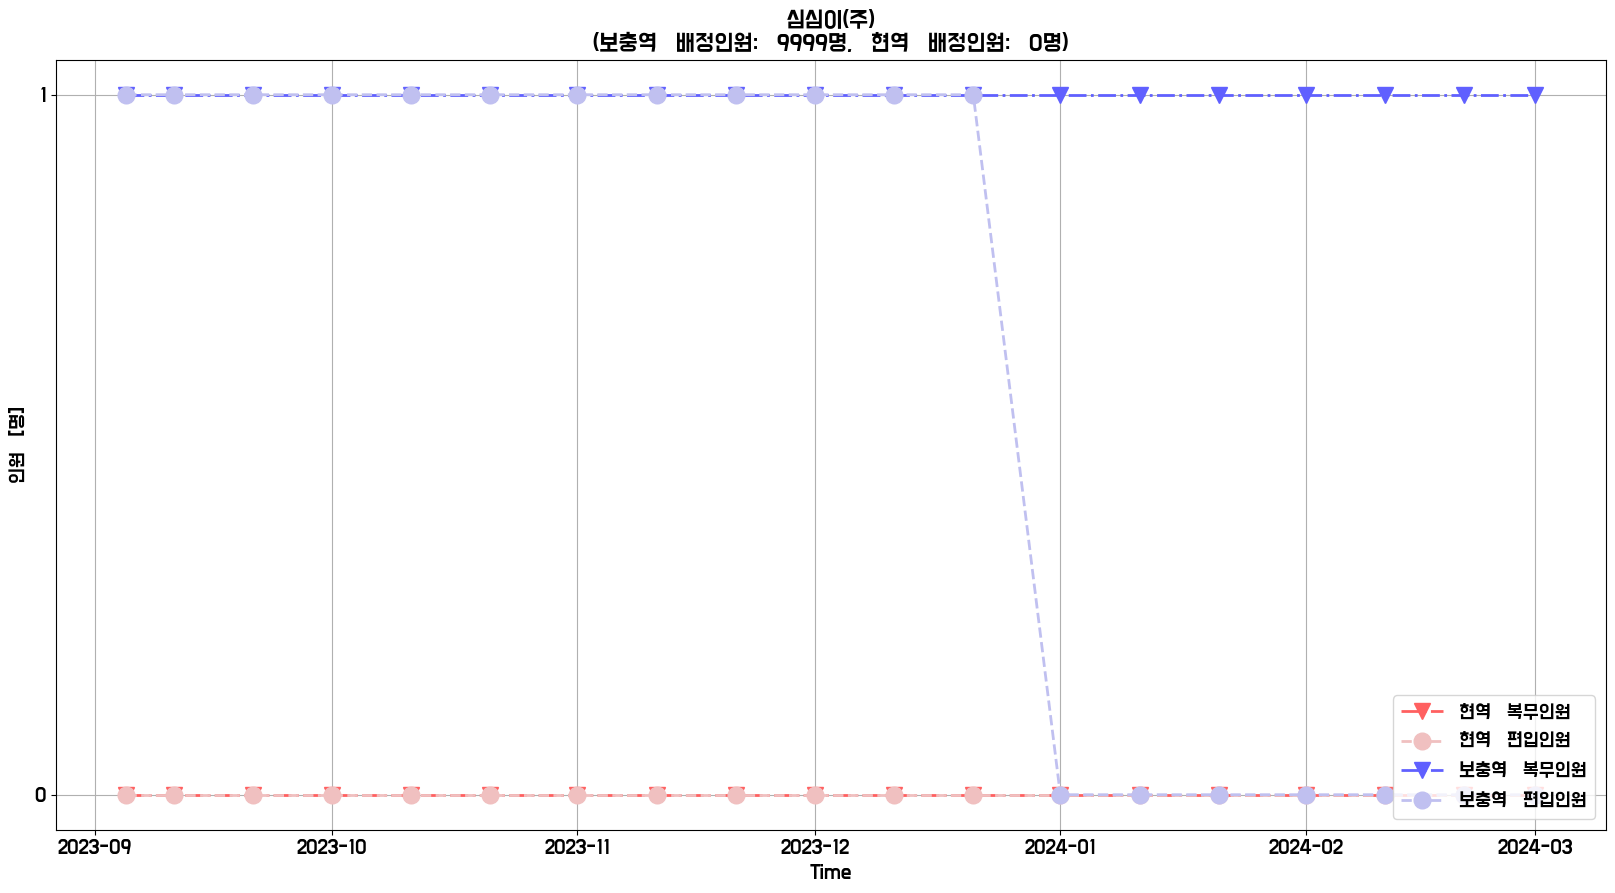 심심이(주)
(보충역 배정인원: 9999명, 현역 배정인원: 0명)
1
인원 [명]
0
현역 복무인원
현역 편입인원
보충역 복무인원
보충역 편입인원
2023-09 2023-10 2023-11 2023-12 2024-01 2024-02 2024-03
Time